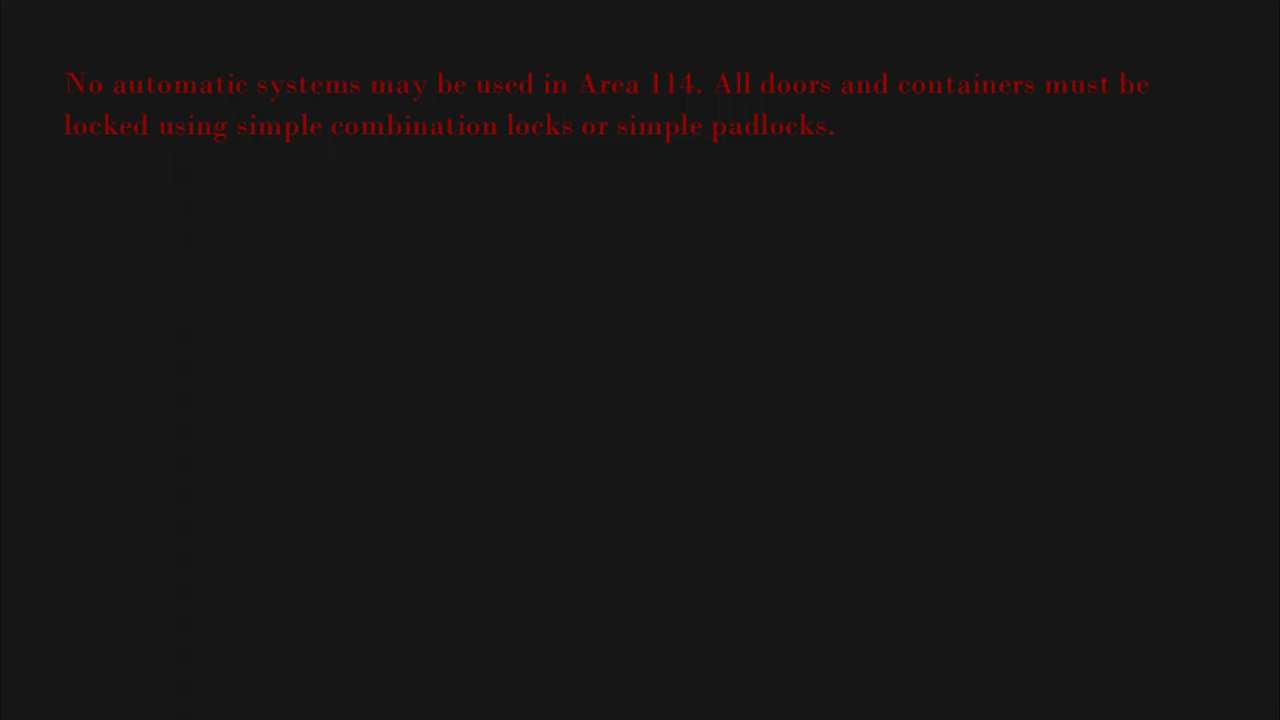 No automatic systems may be used in Area 114. All doors and containers must be
locked using simple combination locks or simple padlocks.